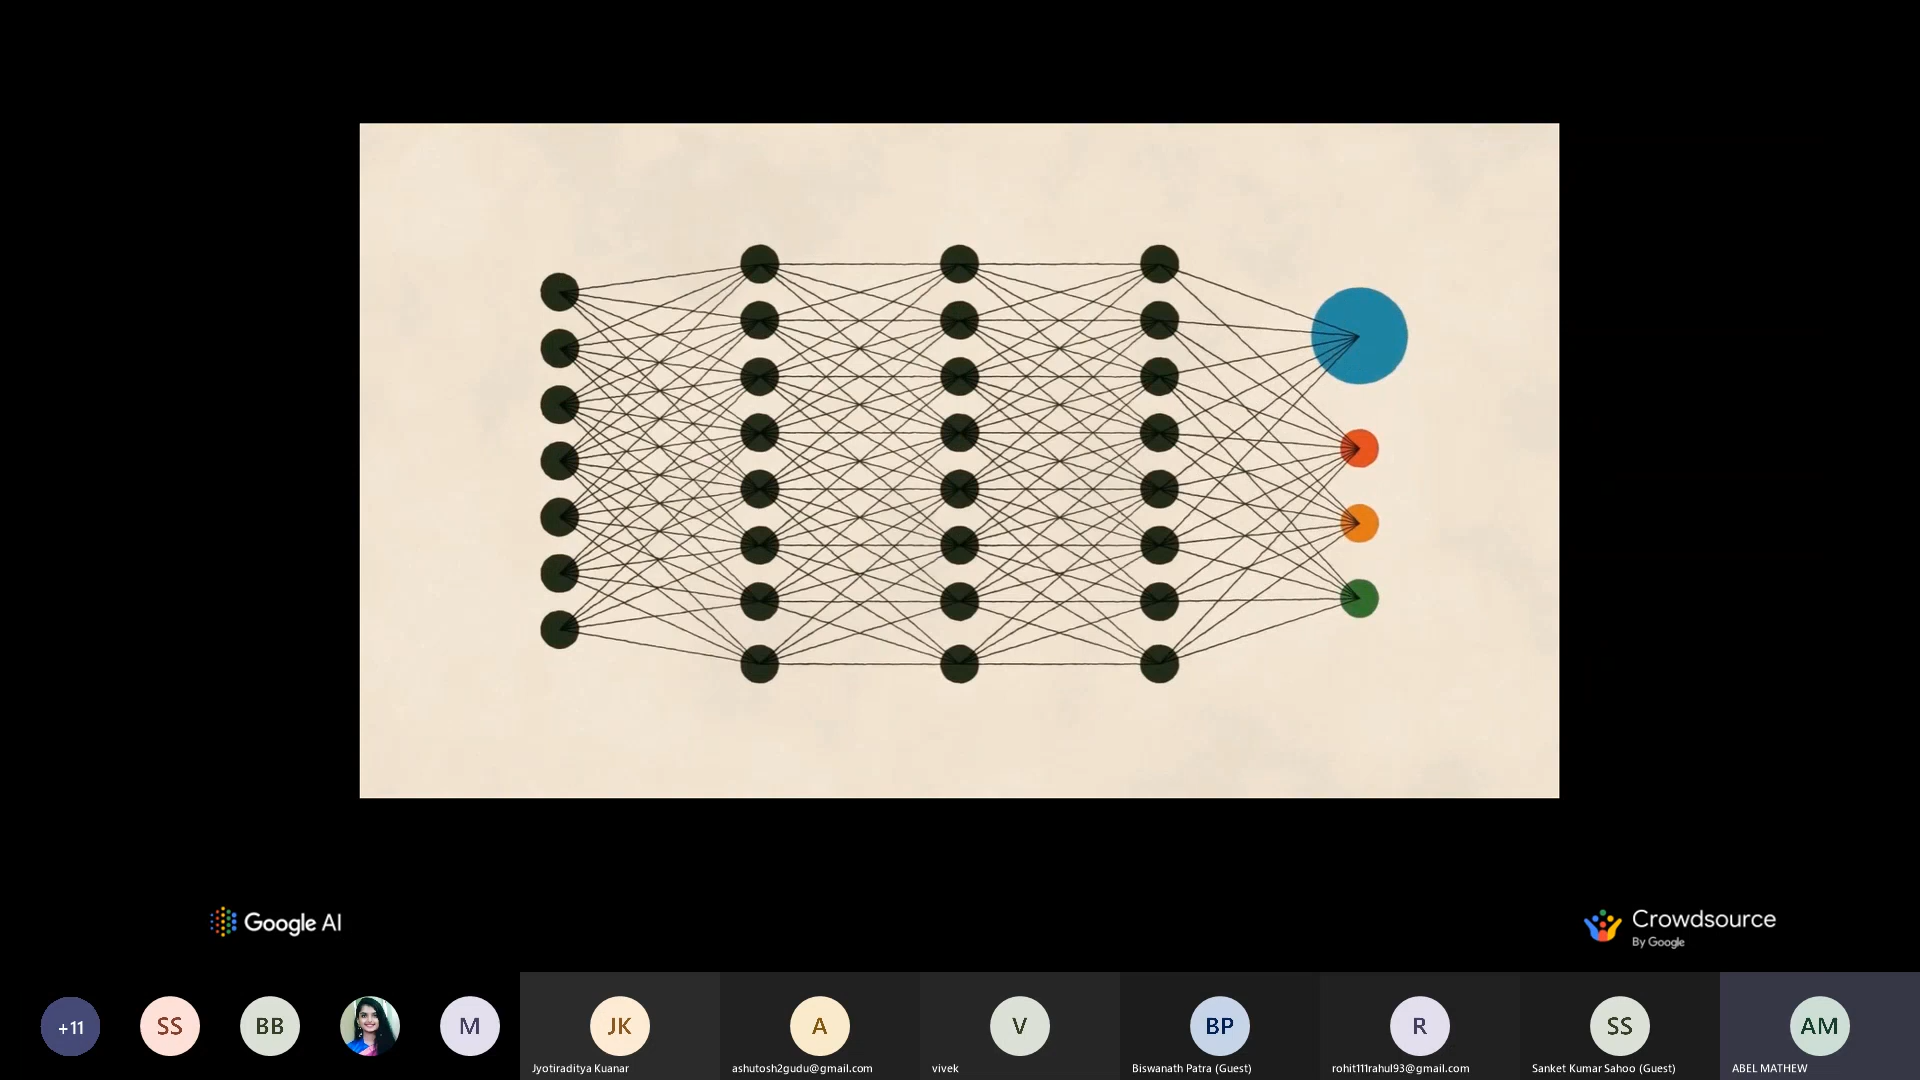 Google AI
Crowdsource
By Google
+11
SS
BB
M
JK
Jyotiraditya Kuanar
A
ashutosh2gudu@gmail.com
V
vivek
BP
Biswanath Patra (Guest)
R
rohit111rahul93@gmail.com
SS
Sanket Kumar Sahoo (Guest)
AM
ABEL MATHEW